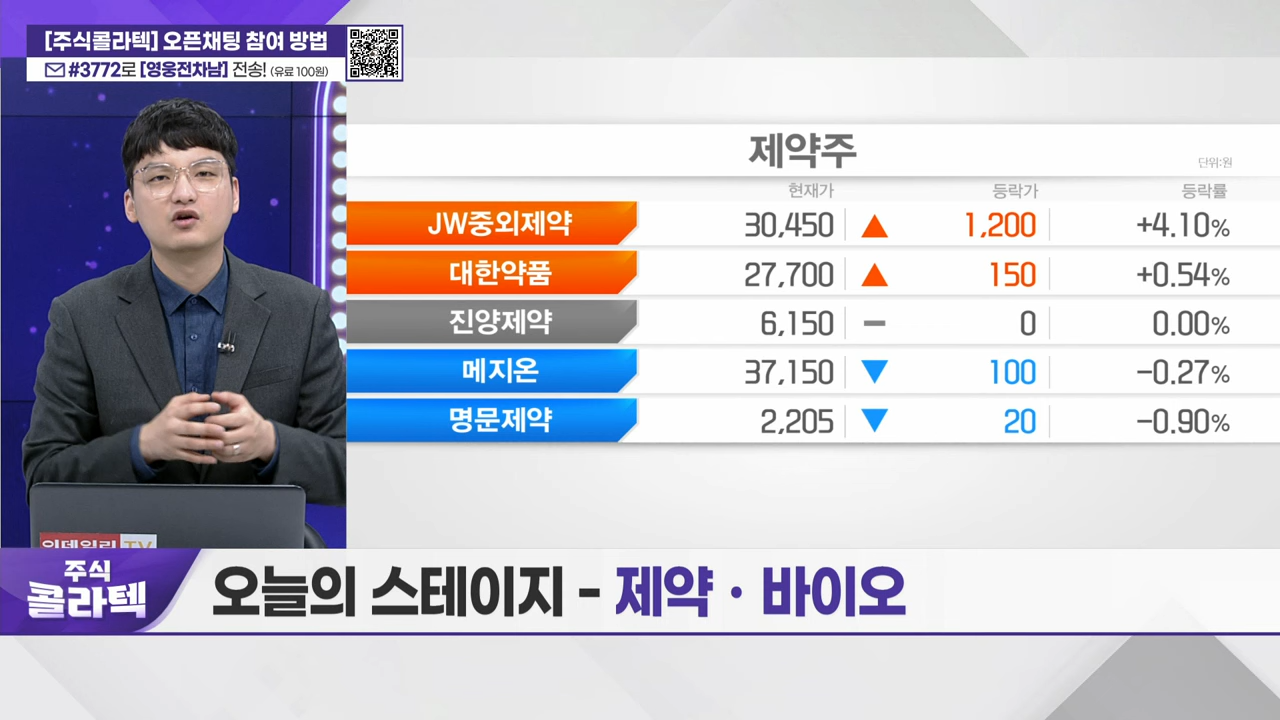 [주식콜라텍] 오픈채팅 참여 방법
#3772로 [영웅전차남] 전송! (유료 100원)
제약주
단위:원
현재가 등락가 등락률
JW중외제약 30,450 ▲ 1,200 +4.10%
대한약품 27,700 ▲ 150 +0.54%
진양제약 6,150 － 0 0.00%
메지온 37,150 ▼ 100 -0.27%
명문제약 2,205 ▼ 20 -0.90%
이데일리 TV
주식
콜라텍
오늘의 스테이지 - 제약 · 바이오